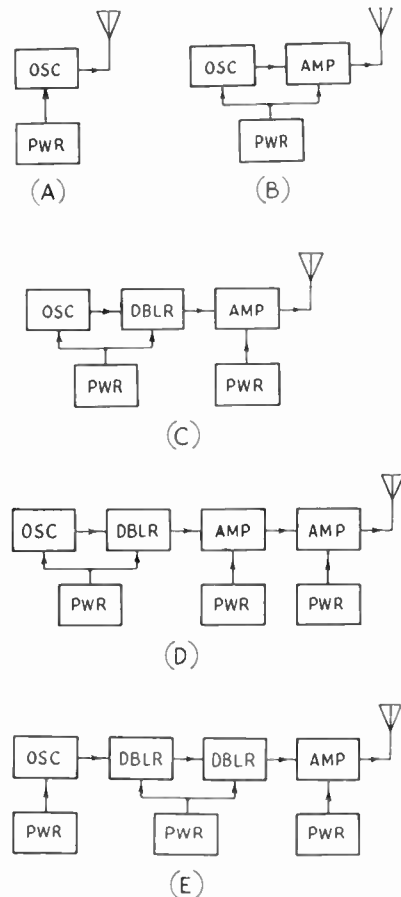 OSC
PWR
(A)
OSC AMP
PWR
(B)
OSC DBLR AMP
PWR PWR
(C)
OSC DBLR AMP AMP
PWR PWR PWR
(D)
OSC DBLR DBLR AMP
PWR PWR PWR
(E)